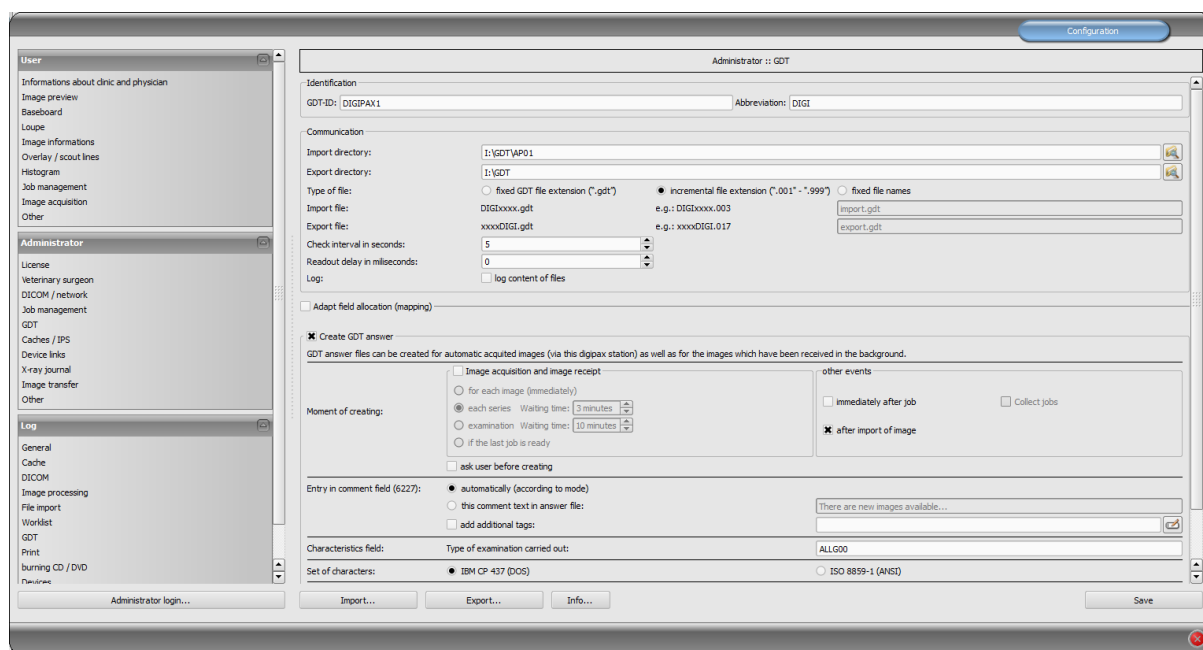 Configuration
User
Informations about clinic and physician
Image preview
Baseboard
Loupe
Image informations
Overlay / scout lines
Histogram
Job management
Image acquisition
Other
Administrator
License
Veterinary surgeon
DICOM / network
Job management
GDT
Caches / IPS
Device links
X-ray journal
Image transfer
Other
Log
General
Cache
DICOM
Image processing
File import
Worklist
GDT
Print
burning CD / DVD
Devices
Administrator login...
Administrator :: GDT
Identification
GDT-ID: DIGIPAX1 Abbreviation: DIGI
Communication
Import directory: I:\GDT\AP01
Export directory: I:\GDT
Type of file: fixed GDT file extension (".gdt") incremental file extension (".001" - ".999") fixed file names
Import file: DIGIxxxx.gdt e.g.: DIGIxxxx.003 import.gdt
Export file: xxxxDIGI.gdt e.g.: xxxxDIGI.017 export.gdt
Check interval in seconds: 5
Readout delay in miliseconds: 0
Log: log content of files
Adapt field allocation (mapping)
Create GDT answer
GDT answer files can be created for automatic acquited images (via this digipax station) as well as for the images which have been received in the background.
Moment of creating:
Image acquisition and image receipt
for each image (immediately)
each series Waiting time: 3 minutes
examination Waiting time: 10 minutes
if the last job is ready
other events
immediately after job Collect jobs
after import of image
ask user before creating
Entry in comment field (6227): automatically (according to mode)
this comment text in answer file: There are new images available...
add additional tags:
Characteristics field: Type of examination carried out: ALLG00
Set of characters: IBM CP 437 (DOS) ISO 8859-1 (ANSI)
Import... Export... Info... Save